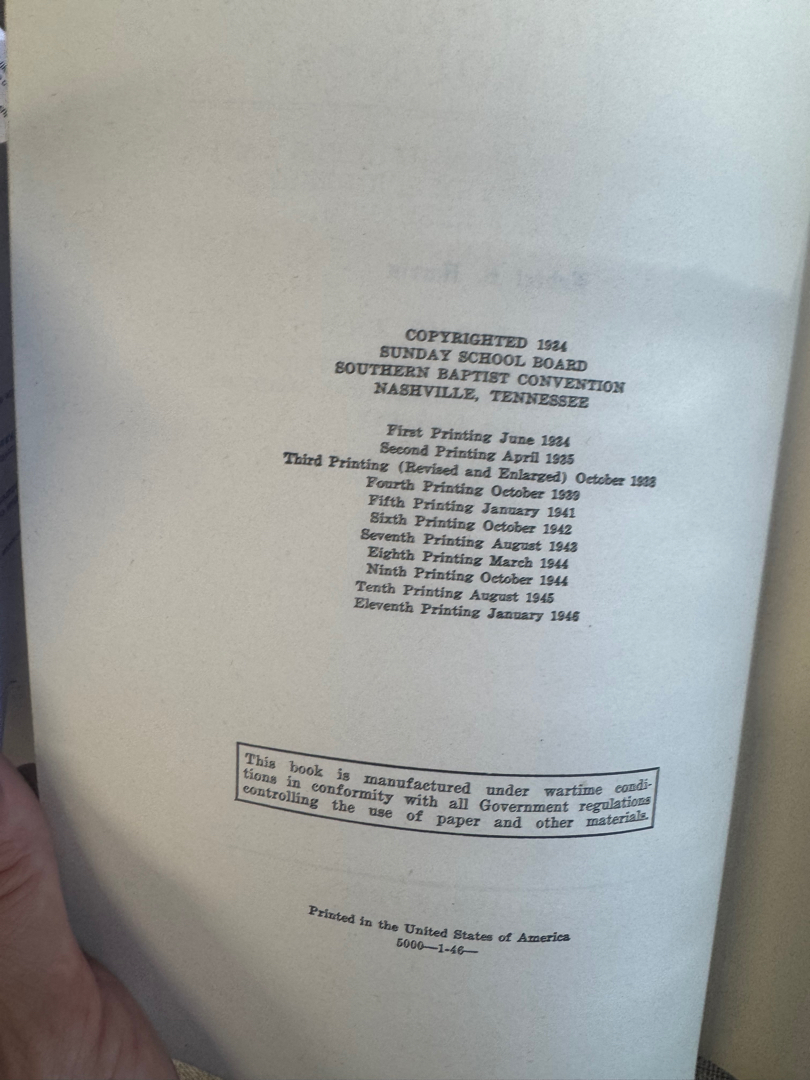 COPYRIGHTED 1934
SUNDAY SCHOOL BOARD
SOUTHERN BAPTIST CONVENTION
NASHVILLE, TENNESSEE
First Printing June 1934
Second Printing April 1935
Third Printing (Revised and Enlarged) October 1938
Fourth Printing October 1939
Fifth Printing January 1941
Sixth Printing October 1942
Seventh Printing August 1943
Eighth Printing March 1944
Ninth Printing October 1944
Tenth Printing August 1945
Eleventh Printing January 1946
This book is manufactured under wartime condi-
tions in conformity with all Government regulations
controlling the use of paper and other materials.
Printed in the United States of America
5000—1-46—